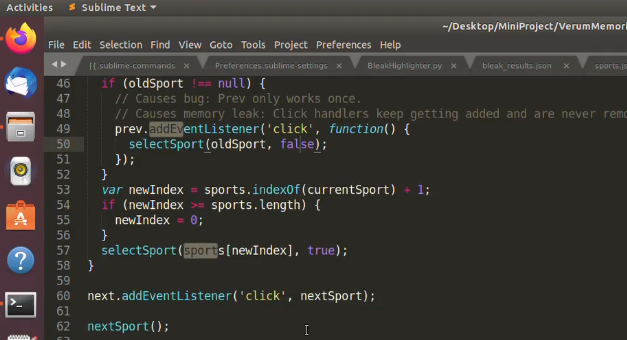 Activities Sublime Text
~/Desktop/MiniProject/VerumMemori
File Edit Selection Find View Goto Tools Project Preferences Help
{{.sublime-commands × Preferences.sublime-settings × BleakHighlighter.py × bleak_results.json × sports.js
46 if (oldSport !== null) {
47 // Causes bug: Prev only works once.
48 // Causes memory leak: Click handlers keep getting added and are never remo
49 prev.addEventListener('click', function() {
50 selectSport(oldSport, false);
51 });
52 }
53 var newIndex = sports.indexOf(currentSport) + 1;
54 if (newIndex >= sports.length) {
55 newIndex = 0;
56 }
57 selectSport(sports[newIndex], true);
58 }
59
60 next.addEventListener('click', nextSport);
61
62 nextSport();
63